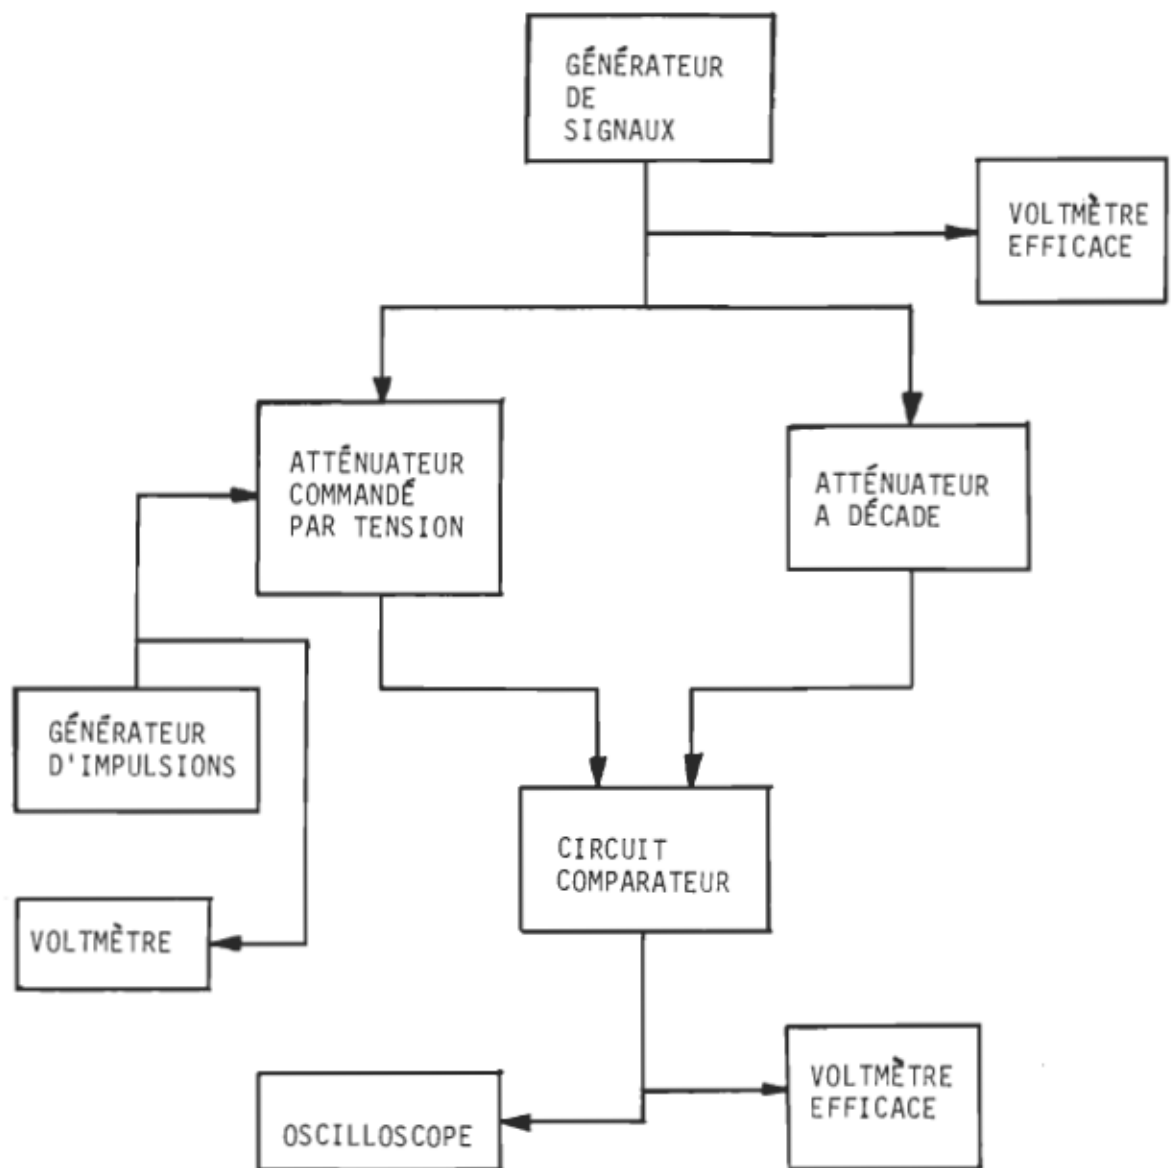 GÉNÉRATEUR
DE
SIGNAUX
VOLTMÈTRE
EFFICACE
ATTÉNUATEUR
COMMANDÉ
PAR TENSION
ATTÉNUATEUR
A DÉCADE
GÉNÉRATEUR
D'IMPULSIONS
CIRCUIT
COMPARATEUR
VOLTMÈTRE
VOLTMÈTRE
EFFICACE
OSCILLOSCOPE